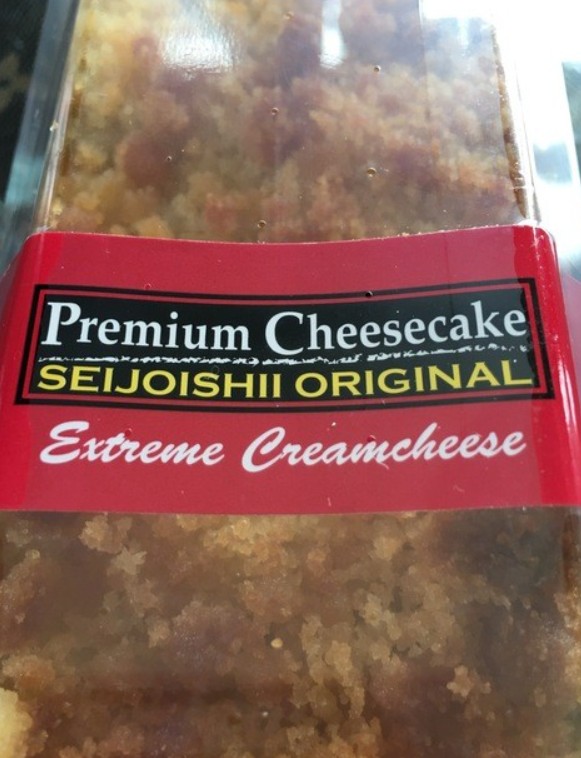 Premium Cheesecake
SEIJOISHII ORIGINAL
Extreme Creamcheese